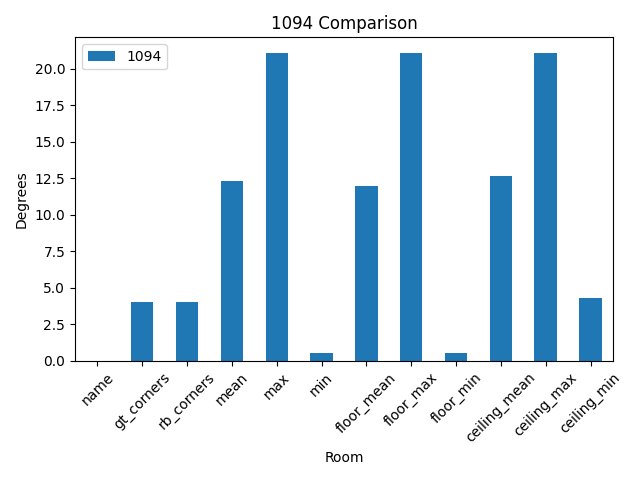 1094 Comparison
1094
20.0
17.5
15.0
12.5
10.0
7.5
5.0
2.5
0.0
Degrees
name
gt_corners
rb_corners
mean
max
min
floor_mean
floor_max
floor_min
ceiling_mean
ceiling_max
ceiling_min
Room